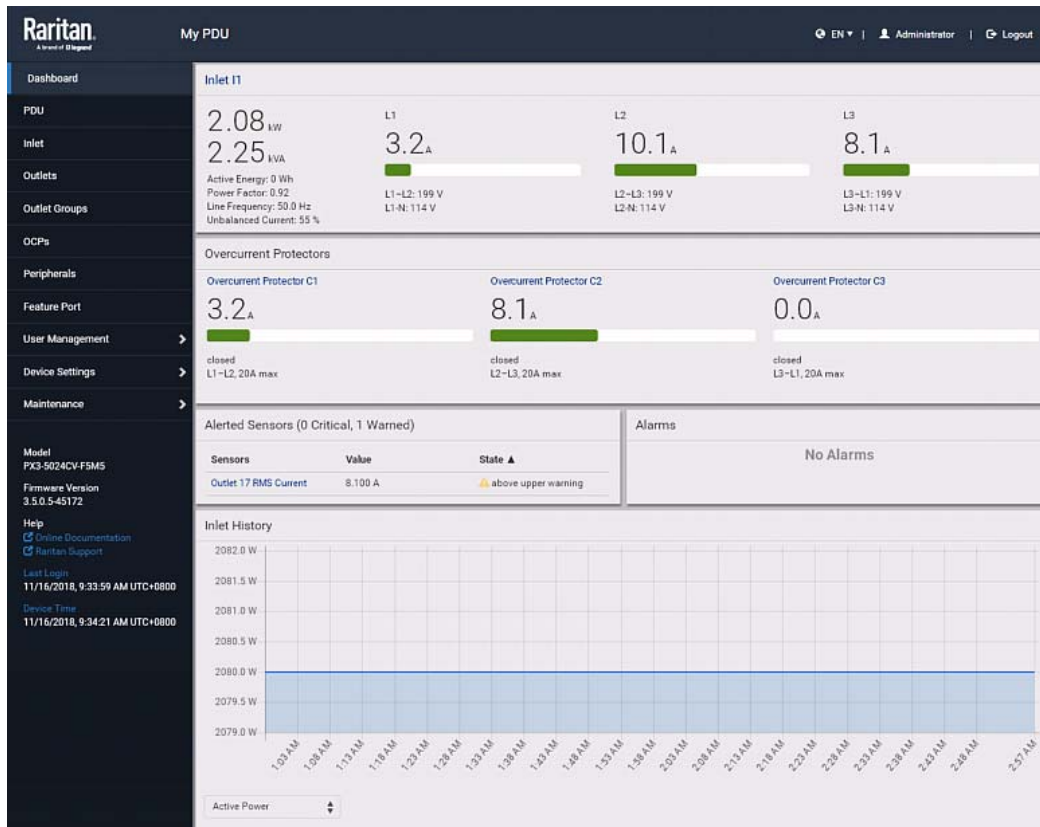 Raritan.
A brand of legrand
My PDU
EN
Administrator
Logout
Dashboard
PDU
Inlet
Outlets
Outlet Groups
OCPs
Peripherals
Feature Port
User Management
Device Settings
Maintenance
Model
PX3-5024CV-F5M5
Firmware Version
3.5.0.5-45172
Help
Online Documentation
Raritan Support
Last Login
11/16/2018, 9:33:59 AM UTC+0800
Device Time
11/16/2018, 9:34:21 AM UTC+0800
Inlet I1
2.08 kW
2.25 kVA
Active Energy: 0 Wh
Power Factor: 0.92
Line Frequency: 50.0 Hz
Unbalanced Current: 55 %
L1
3.2 A
L1-L2: 199 V
L1-N: 114 V
L2
10.1 A
L2-L3: 199 V
L2-N: 114 V
L3
8.1 A
L3-L1: 199 V
L3-N: 114 V
Overcurrent Protectors
Overcurrent Protector C1
3.2 A
closed
L1-L2, 20A max
Overcurrent Protector C2
8.1 A
closed
L2-L3, 20A max
Overcurrent Protector C3
0.0 A
closed
L3-L1, 20A max
Alerted Sensors (0 Critical, 1 Warned)
Sensors Value State ▲
Outlet 17 RMS Current 8.100 A above upper warning
Alarms
No Alarms
Inlet History
2082.0 W
2081.5 W
2081.0 W
2080.5 W
2080.0 W
2079.5 W
2079.0 W
1:03 AM
1:08 AM
1:13 AM
1:18 AM
1:23 AM
1:28 AM
1:33 AM
1:38 AM
1:43 AM
1:48 AM
1:53 AM
1:58 AM
2:03 AM
2:08 AM
2:13 AM
2:18 AM
2:23 AM
2:28 AM
2:33 AM
2:38 AM
2:43 AM
2:48 AM
2:57 AM
Active Power